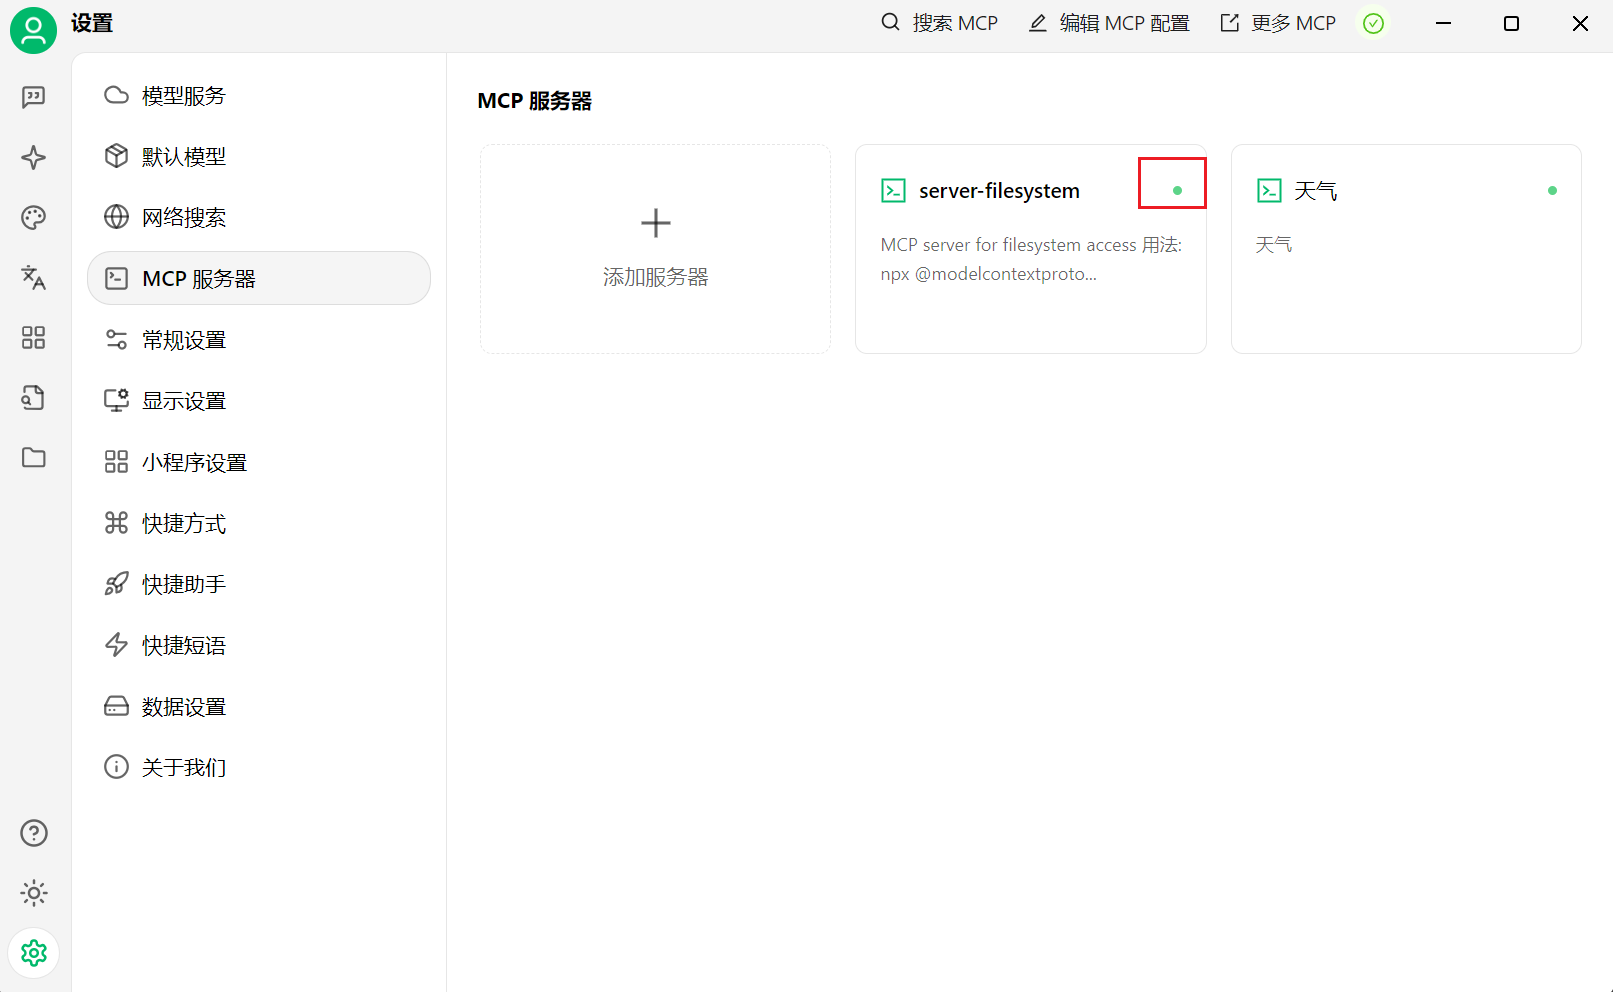 设置
搜索 MCP
编辑 MCP 配置
更多 MCP
模型服务
默认模型
网络搜索
MCP 服务器
常规设置
显示设置
小程序设置
快捷方式
快捷助手
快捷短语
数据设置
关于我们
MCP 服务器
添加服务器
server-filesystem
MCP server for filesystem access 用法:
npx @modelcontextproto...
天气
天气